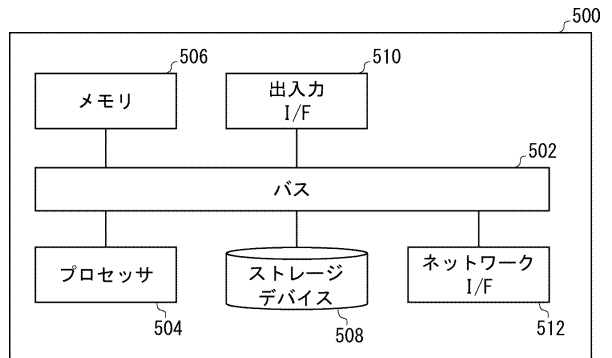 500
506
510
メモリ
出入力
I/F
502
バス
プロセッサ
ストレージ
デバイス
ネットワーク
I/F
504
508
512